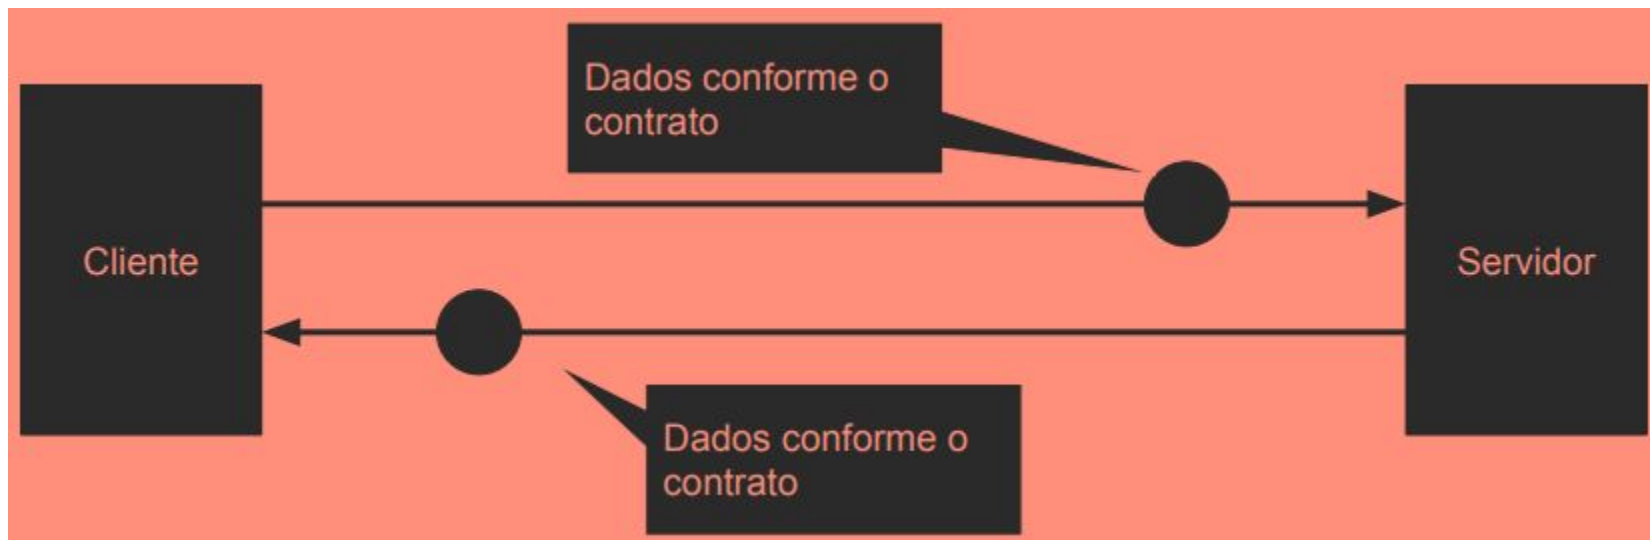 Dados conforme o
contrato
Cliente
Servidor
Dados conforme o
contrato